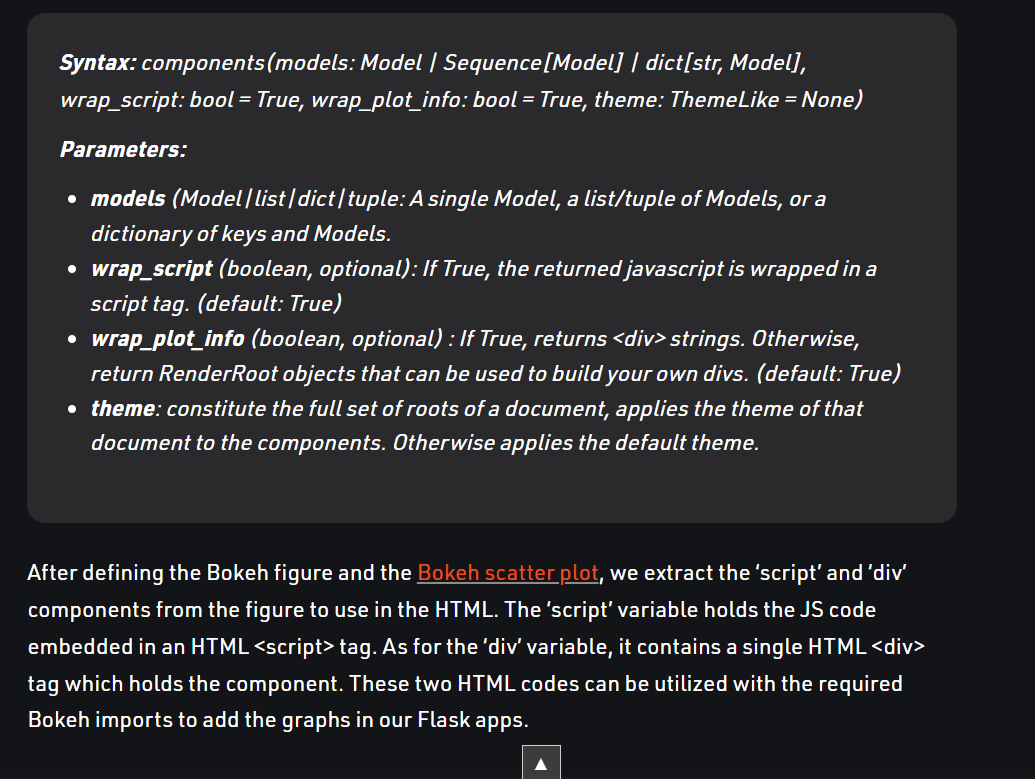 Syntax: components(models: Model | Sequence[Model] | dict[str, Model],
wrap_script: bool = True, wrap_plot_info: bool = True, theme: ThemeLike = None)
Parameters:
• models (Model|list|dict|tuple: A single Model, a list/tuple of Models, or a
dictionary of keys and Models.
• wrap_script (boolean, optional): If True, the returned javascript is wrapped in a
script tag. (default: True)
• wrap_plot_info (boolean, optional) : If True, returns <div> strings. Otherwise,
return RenderRoot objects that can be used to build your own divs. (default: True)
• theme: constitute the full set of roots of a document, applies the theme of that
document to the components. Otherwise applies the default theme.
After defining the Bokeh figure and the Bokeh scatter plot, we extract the ‘script’ and ‘div’
components from the figure to use in the HTML. The ‘script’ variable holds the JS code
embedded in an HTML <script> tag. As for the ‘div’ variable, it contains a single HTML <div>
tag which holds the component. These two HTML codes can be utilized with the required
Bokeh imports to add the graphs in our Flask apps.